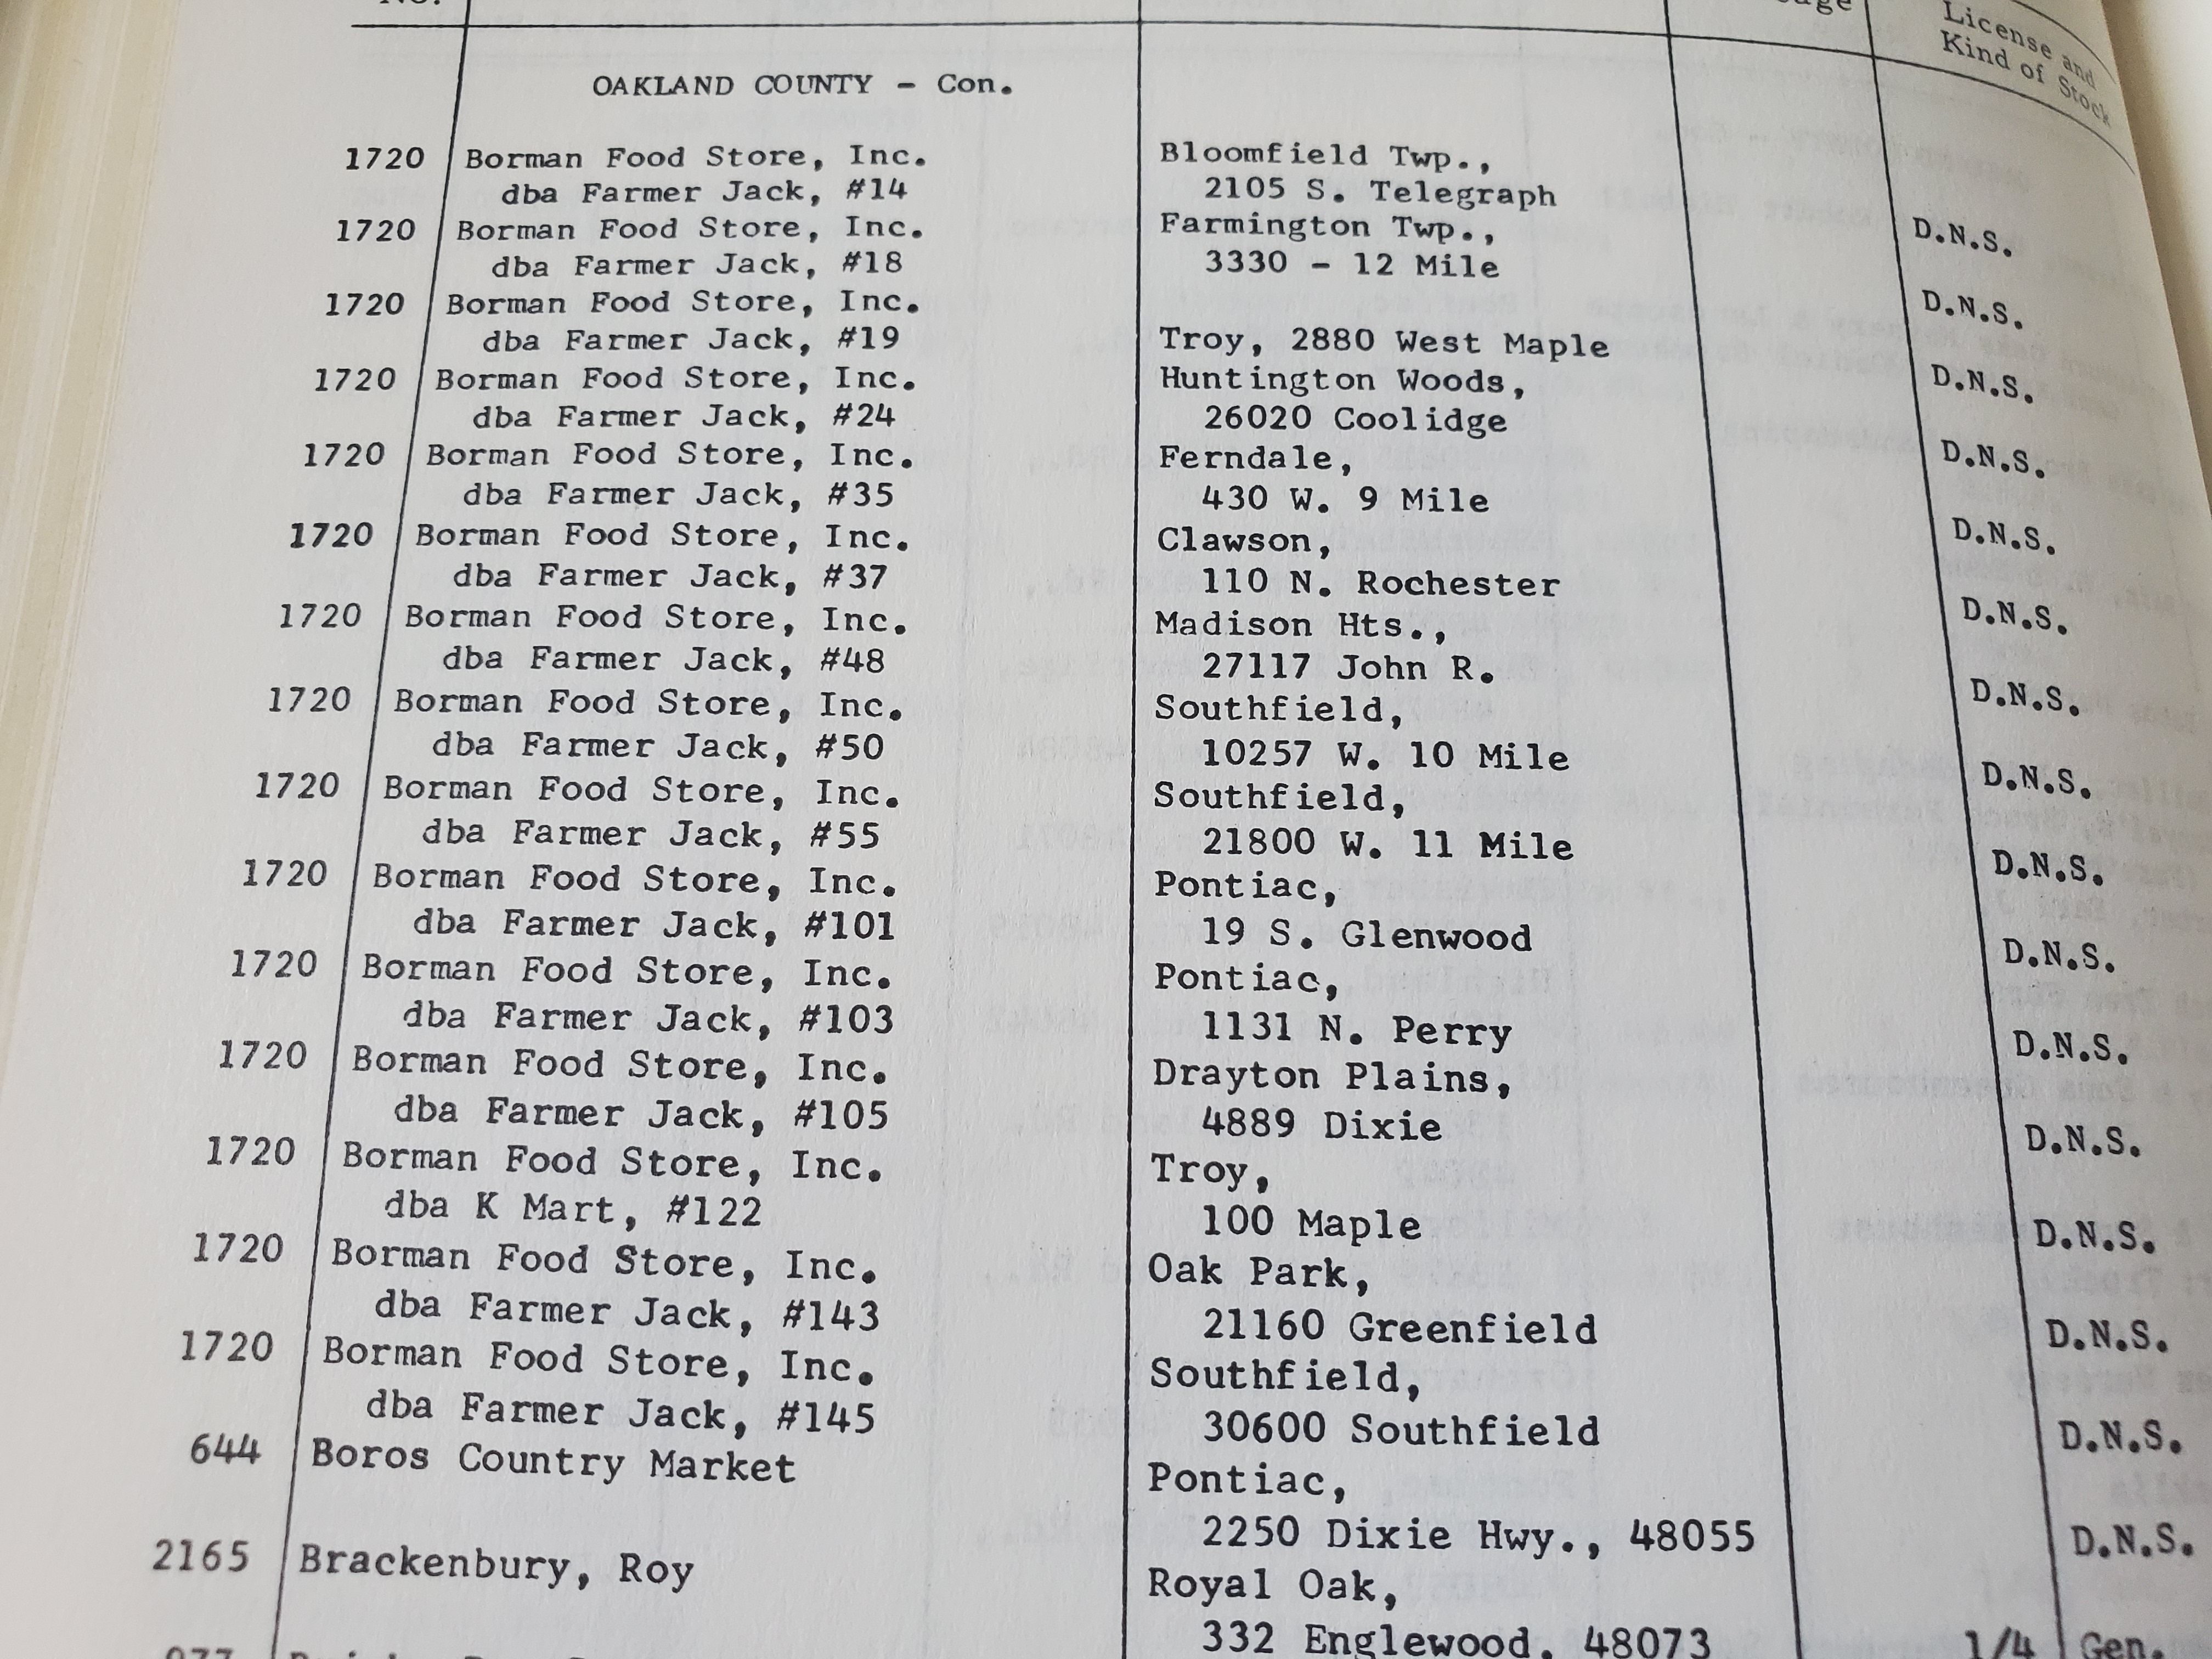 No.
License and
Kind of Stock
OAKLAND COUNTY - Con.
1720 Borman Food Store, Inc. Bloomfield Twp.,
dba Farmer Jack, #14 2105 S. Telegraph D.N.S.
1720 Borman Food Store, Inc. Farmington Twp.,
dba Farmer Jack, #18 3330 - 12 Mile D.N.S.
1720 Borman Food Store, Inc.
dba Farmer Jack, #19 Troy, 2880 West Maple D.N.S.
1720 Borman Food Store, Inc. Huntington Woods,
dba Farmer Jack, #24 26020 Coolidge D.N.S.
1720 Borman Food Store, Inc. Ferndale,
dba Farmer Jack, #35 430 W. 9 Mile D.N.S.
1720 Borman Food Store, Inc. Clawson,
dba Farmer Jack, #37 110 N. Rochester D.N.S.
1720 Borman Food Store, Inc. Madison Hts.,
dba Farmer Jack, #48 27117 John R. D.N.S.
1720 Borman Food Store, Inc. Southfield,
dba Farmer Jack, #50 10257 W. 10 Mile D.N.S.
1720 Borman Food Store, Inc. Southfield,
dba Farmer Jack, #55 21800 W. 11 Mile D.N.S.
1720 Borman Food Store, Inc. Pontiac,
dba Farmer Jack, #101 19 S. Glenwood D.N.S.
1720 Borman Food Store, Inc. Pontiac,
dba Farmer Jack, #103 1131 N. Perry D.N.S.
1720 Borman Food Store, Inc. Drayton Plains,
dba Farmer Jack, #105 4889 Dixie D.N.S.
1720 Borman Food Store, Inc. Troy,
dba K Mart, #122 100 Maple D.N.S.
1720 Borman Food Store, Inc. Oak Park,
dba Farmer Jack, #143 21160 Greenfield D.N.S.
1720 Borman Food Store, Inc. Southfield,
dba Farmer Jack, #145 30600 Southfield D.N.S.
644 Boros Country Market Pontiac,
2250 Dixie Hwy., 48055 D.N.S.
2165 Brackenbury, Roy Royal Oak,
332 Englewood, 48073 1/4 Gen.